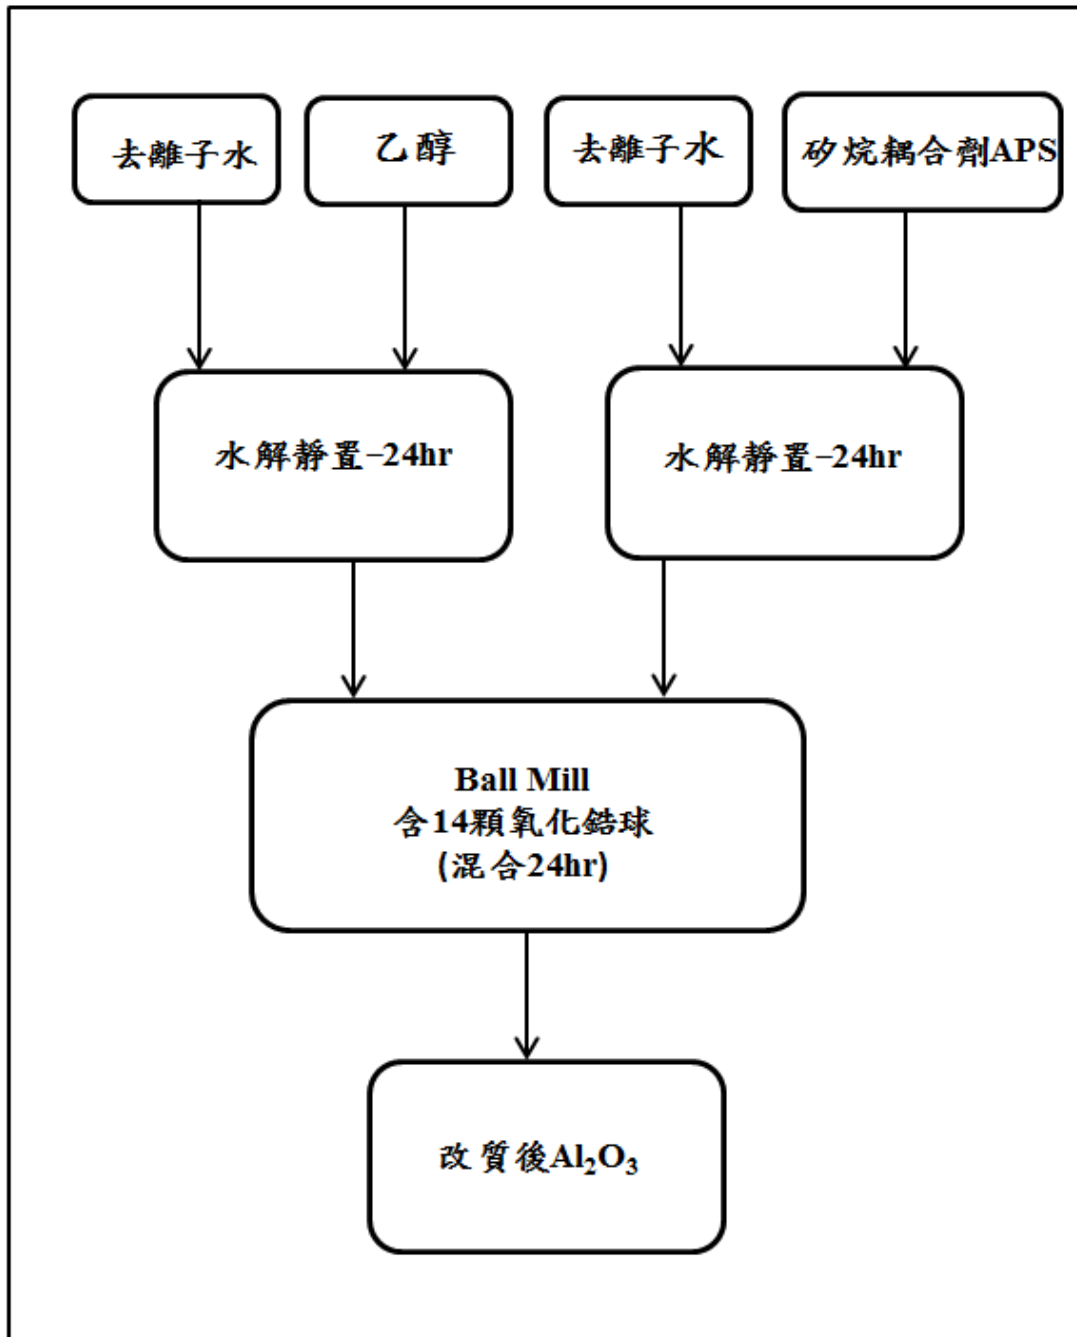 去離子水
乙醇
去離子水
矽烷耦合劑APS
水解靜置-24hr
水解靜置-24hr
Ball Mill
含14顆氧化鋯球
(混合24hr)
改質後Al₂O₃